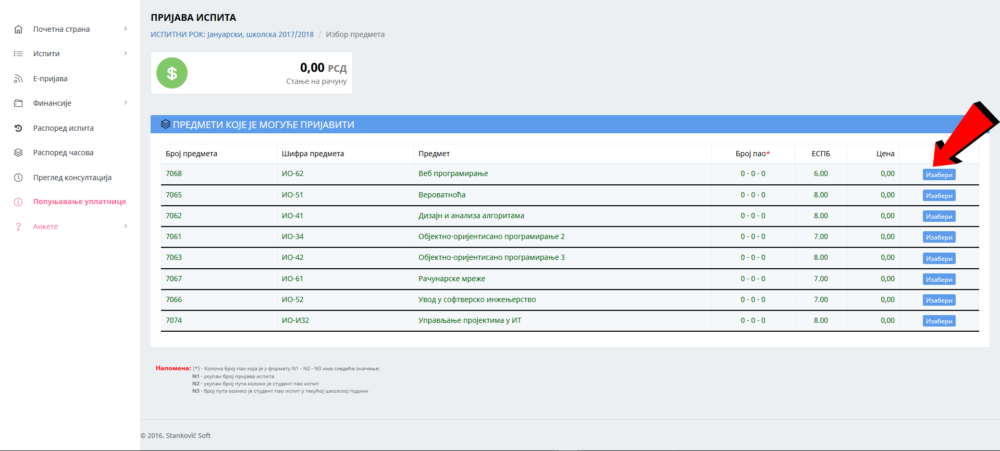 Почетна страна
Испити
Е-пријава
Финансије
Распоред испита
Распоред часова
Преглед консултација
Попуњавање уплатнице
Анкете
ПРИЈАВА ИСПИТА
ИСПИТНИ РОК: Јануарски, школска 2017/2018 / Избор предмета
$
0,00 РСД
Стање на рачуну
ПРЕДМЕТИ КОЈЕ ЈЕ МОГУЋЕ ПРИЈАВИТИ
Број предмета Шифра предмета Предмет Број пао* ЕСПБ Цена
7068 ИО-62 Веб програмирање 0 - 0 - 0 6.00 0,00 Изабери
7065 ИО-51 Вероватноћа 0 - 0 - 0 8.00 0,00 Изабери
7062 ИО-41 Дизајн и анализа алгоритама 0 - 0 - 0 8.00 0,00 Изабери
7061 ИО-34 Објектно-оријентисано програмирање 2 0 - 0 - 0 7.00 0,00 Изабери
7063 ИО-42 Објектно-оријентисано програмирање 3 0 - 0 - 0 8.00 0,00 Изабери
7067 ИО-61 Рачунарске мреже 0 - 0 - 0 7.00 0,00 Изабери
7066 ИО-52 Увод у софтверско инжењерство 0 - 0 - 0 7.00 0,00 Изабери
7074 ИО-И32 Управљање пројектима у ИТ 0 - 0 - 0 8.00 0,00 Изабери
Напомена: (*) - Колона Број пао која је у формату N1 - N2 - N3 има следеће значење:
N1 - укупан број пријава испита
N2 - укупан број пута колико је студент пао испит
N3 - број пута колико је студент пао испит у текућој школској години
© 2016. Stanković Soft